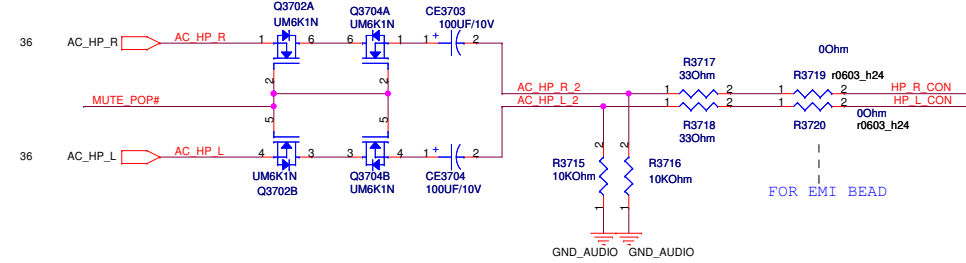 Q3702A
UM6K1N
Q3704A
UM6K1N
CE3703
100UF/10V
36 AC_HP_R AC_HP_R 1 6 6 1 1 + 2
2 2
R3717
33Ohm
0Ohm
R3719 r0603_h24
MUTE_POP#
AC_HP_R_2 1 2 1 2 HP_R_CON
AC_HP_L_2 1 2 1 2 HP_L_CON
R3718
33Ohm
0Ohm
R3720 r0603_h24
5 5
36 AC_HP_L AC_HP_L 4 3 3 4 1 + 2
UM6K1N
Q3702B
Q3704B
UM6K1N
CE3704
100UF/10V
2 2
R3715
10KOhm
R3716
10KOhm
1 1
FOR EMI BEAD
GND_AUDIO GND_AUDIO